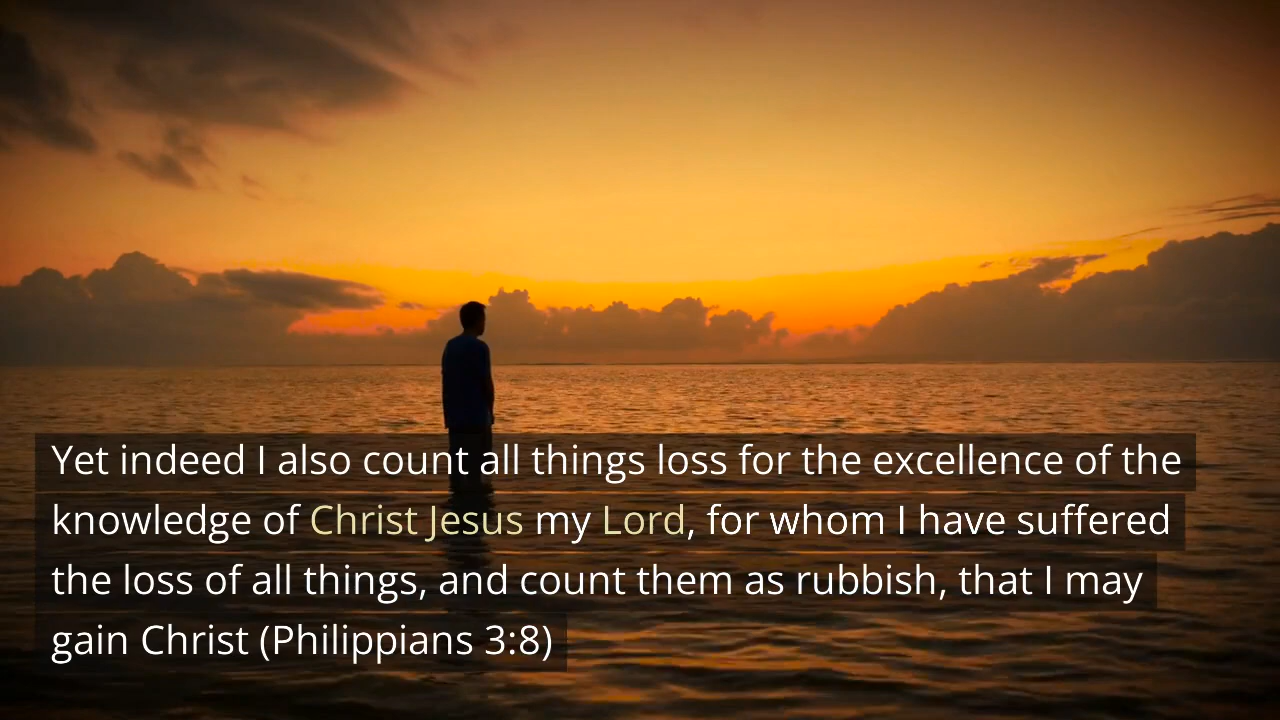 Yet indeed I also count all things loss for the excellence of the
knowledge of Christ Jesus my Lord, for whom I have suffered
the loss of all things, and count them as rubbish, that I may
gain Christ (Philippians 3:8)